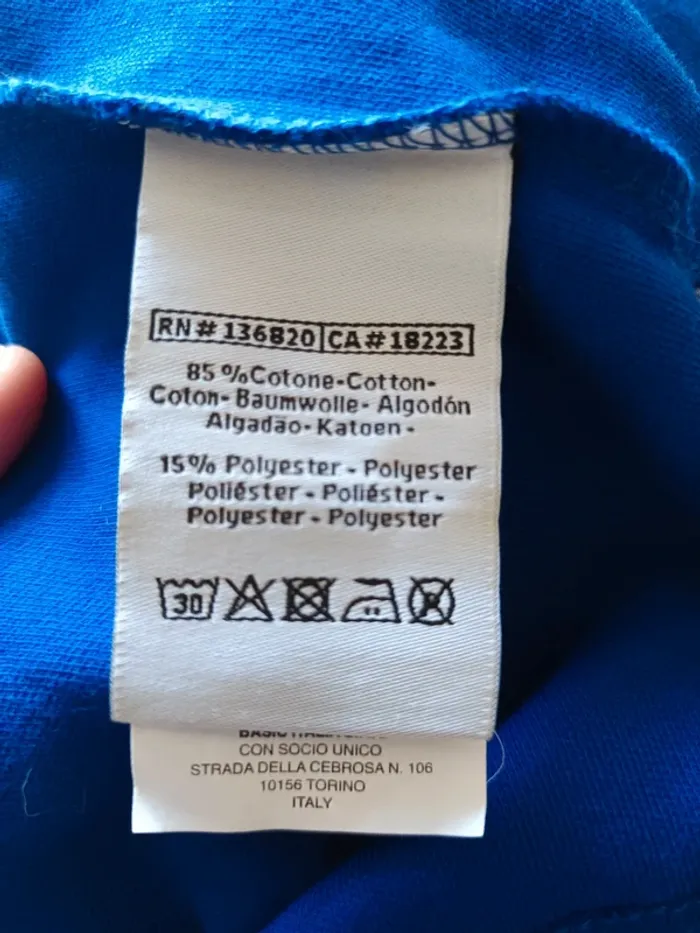 RN# 136820 CA#18223
85 %Cotone-Cotton-
Coton- Baumwolle- Algodón
Algadão- Katoen -
15% Polyester - Polyester
Poliéster - Poliéster -
Polyester - Polyester
30
CON SOCIO UNICO
STRADA DELLA CEBROSA N. 106
10156 TORINO
ITALY